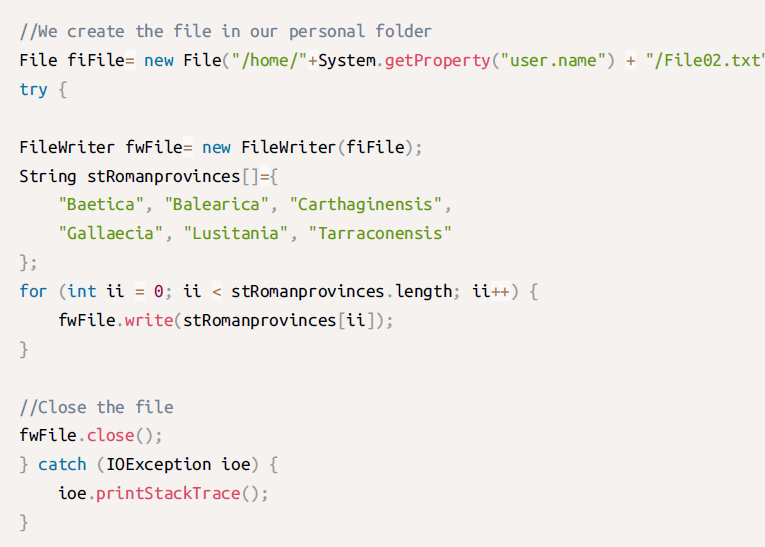 //We create the file in our personal folder
File fiFile= new File("/home/"+System.getProperty("user.name") + "/File02.txt"
try {
FileWriter fwFile= new FileWriter(fiFile);
String stRomanprovinces[]={
"Baetica", "Balearica", "Carthaginensis",
"Gallaecia", "Lusitania", "Tarraconensis"
};
for (int ii = 0; ii < stRomanprovinces.length; ii++) {
fwFile.write(stRomanprovinces[ii]);
}
//Close the file
fwFile.close();
} catch (IOException ioe) {
ioe.printStackTrace();
}